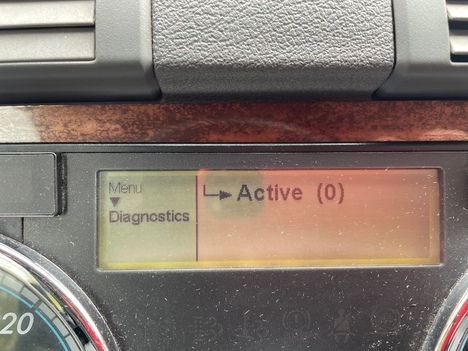 Menu
Diagnostics
Active (0)
20